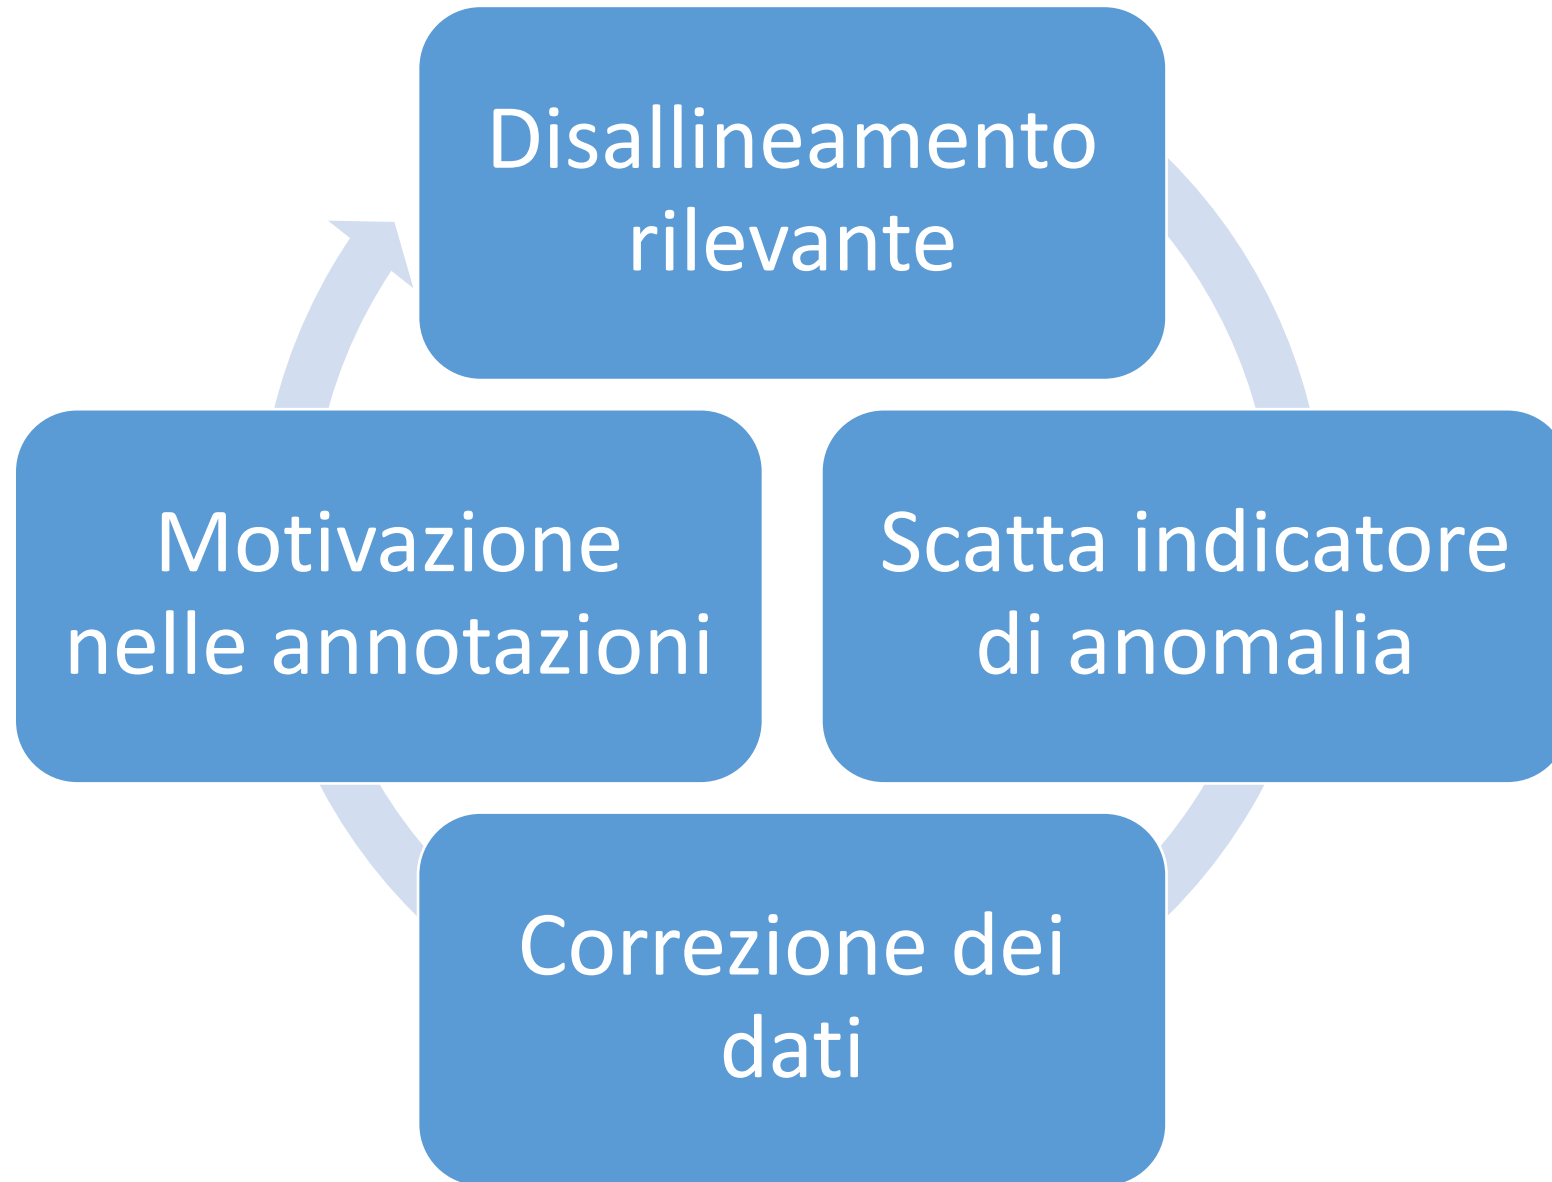 Disallineamento
rilevante
Motivazione
nelle annotazioni
Scatta indicatore
di anomalia
Correzione dei
dati